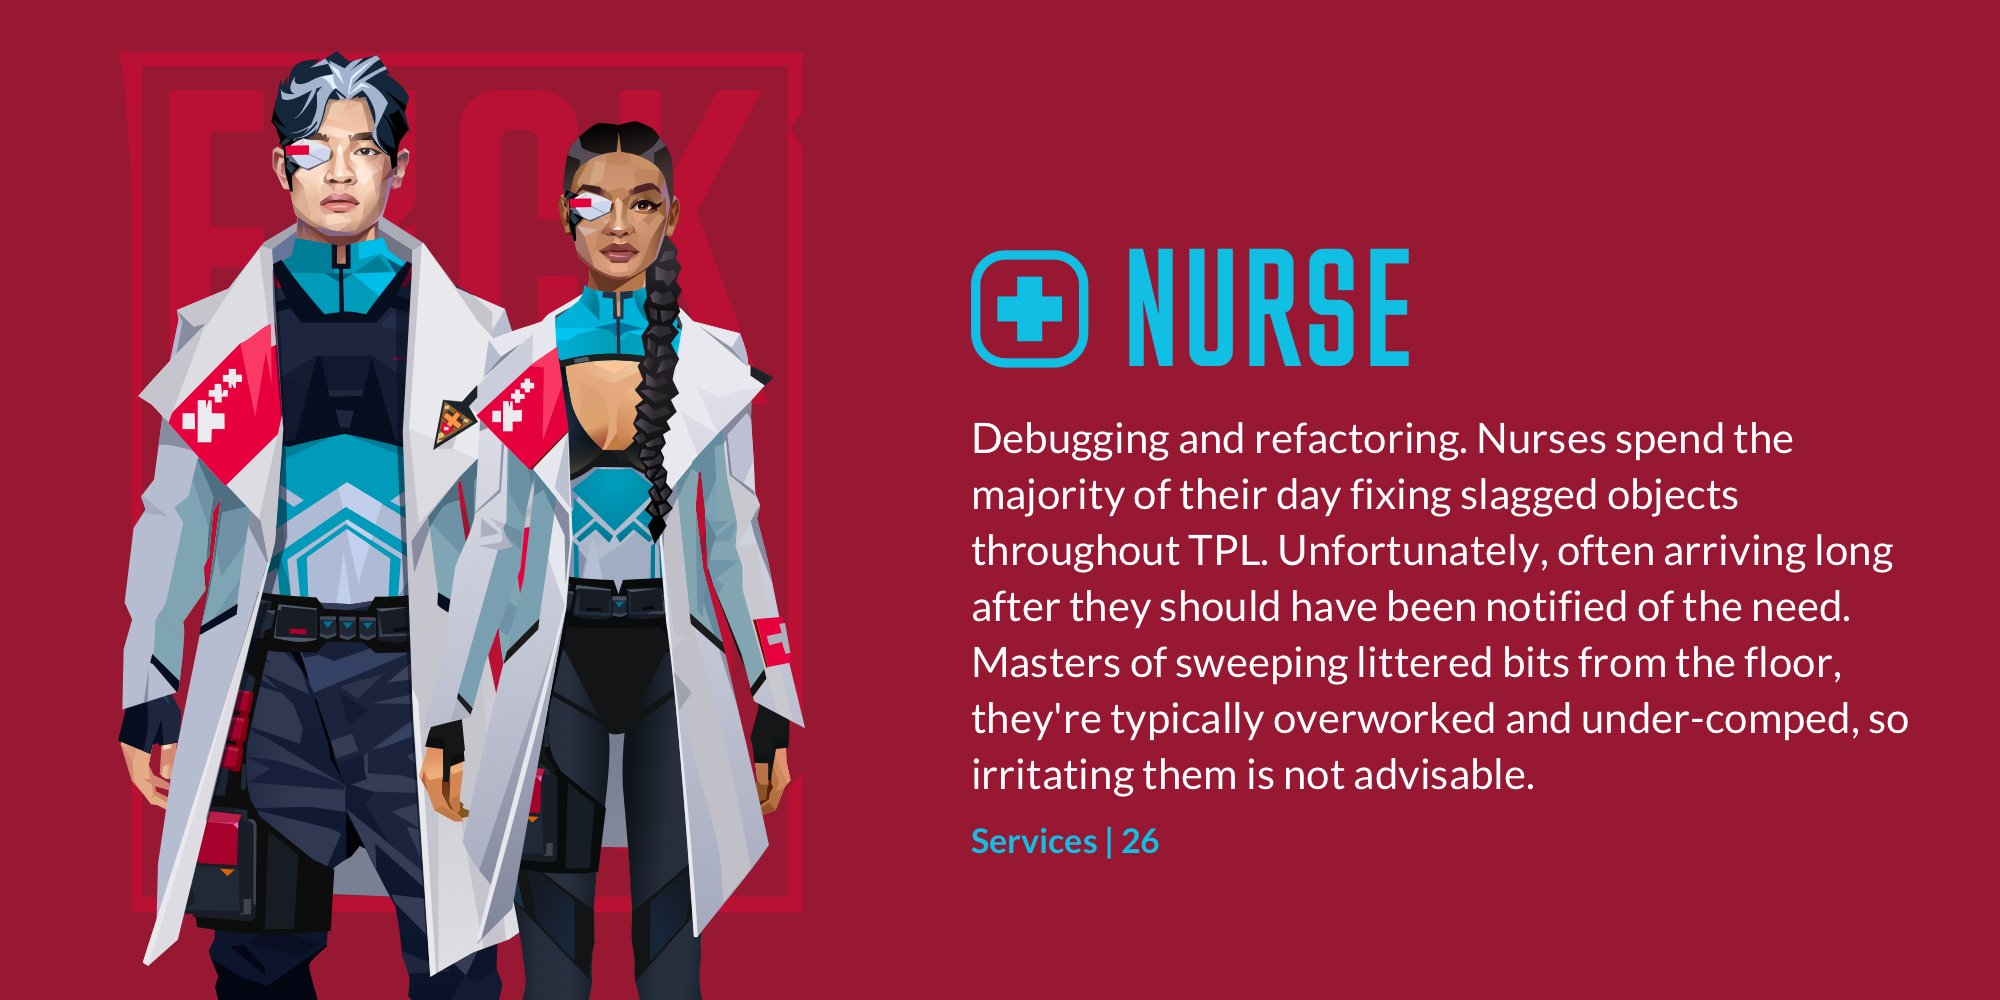 NURSE
Debugging and refactoring. Nurses spend the
majority of their day fixing slagged objects
throughout TPL. Unfortunately, often arriving long
after they should have been notified of the need.
Masters of sweeping littered bits from the floor,
they're typically overworked and under-comped, so
irritating them is not advisable.
Services | 26